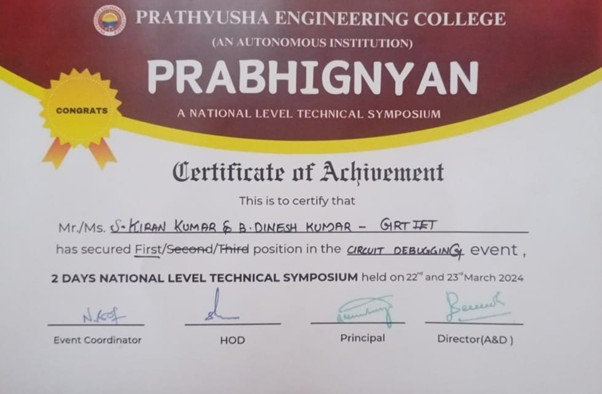 PRATHYUSHA ENGINEERING COLLEGE
(AN AUTONOMOUS INSTITUTION)
PRABHIGNYAN
A NATIONAL LEVEL TECHNICAL SYMPOSIUM
CONGRATS
Certificate of Achivement
This is to certify that
Mr./Ms. S. KIRAN KUMAR & B. DINESH KUMAR – GIRT IET
has secured First/Second/Third position in the CIRCUIT DEBUGGING event,
2 DAYS NATIONAL LEVEL TECHNICAL SYMPOSIUM held on 22nd and 23rd March 2024
Event Coordinator HOD Principal Director(A&D )